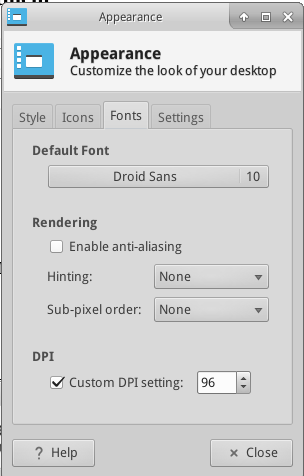 Appearance
Appearance
Customize the look of your desktop
Style Icons Fonts Settings
Default Font
Droid Sans 10
Rendering
Enable anti-aliasing
Hinting: None
Sub-pixel order: None
DPI
Custom DPI setting: 96
? Help × Close